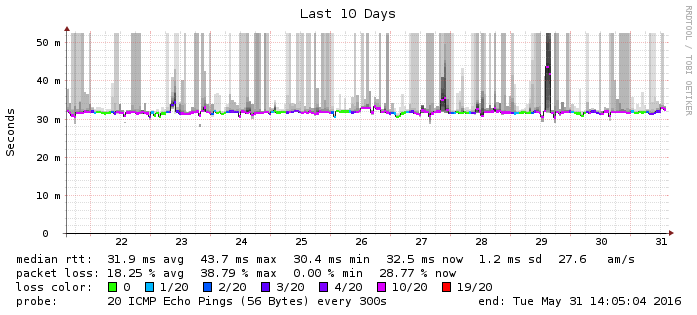 Last 10 Days
RRDTOOL / TOBI OETIKER
Seconds
50 m
40 m
30 m
20 m
10 m
0
22 23 24 25 26 27 28 29 30 31
median rtt: 31.9 ms avg 43.7 ms max 30.4 ms min 32.5 ms now 1.2 ms sd 27.6 am/s
packet loss: 18.25 % avg 38.79 % max 0.00 % min 28.77 % now
loss color: 0 1/20 2/20 3/20 4/20 10/20 19/20
probe: 20 ICMP Echo Pings (56 Bytes) every 300s end: Tue May 31 14:05:04 2016